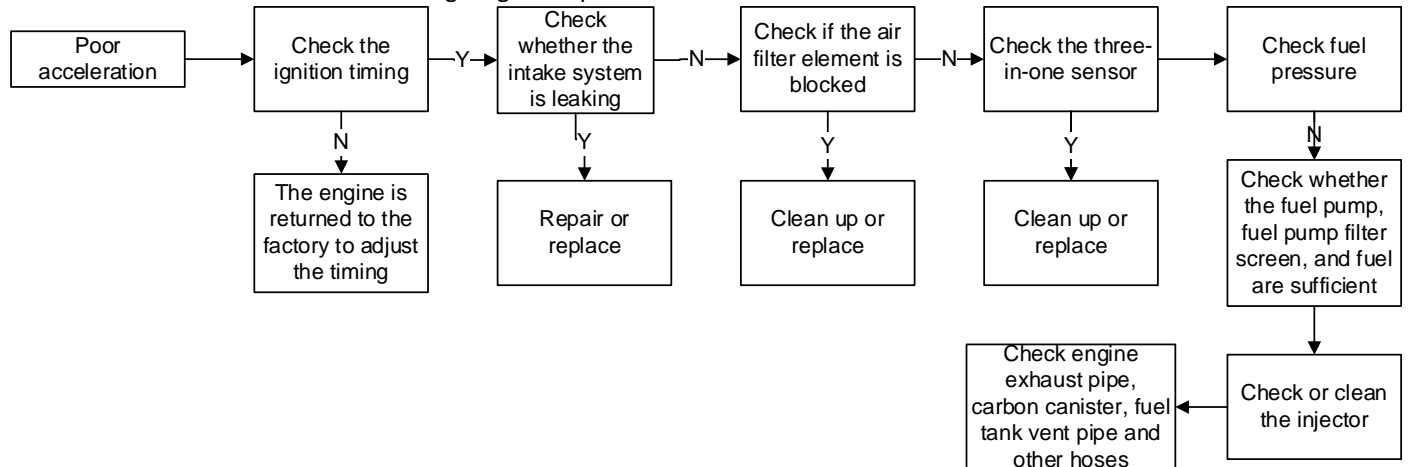 Poor
acceleration
Check the
ignition timing
Y
Check
whether the
intake system
is leaking
N
Check if the air
filter element is
blocked
N
Check the three-
in-one sensor
Check fuel
pressure
N
Y
Y
Y
N
The engine is
returned to the
factory to adjust
the timing
Repair or
replace
Clean up or
replace
Clean up or
replace
Check whether
the fuel pump,
fuel pump filter
screen, and fuel
are sufficient
Check engine
exhaust pipe,
carbon canister, fuel
tank vent pipe and
other hoses
Check or clean
the injector